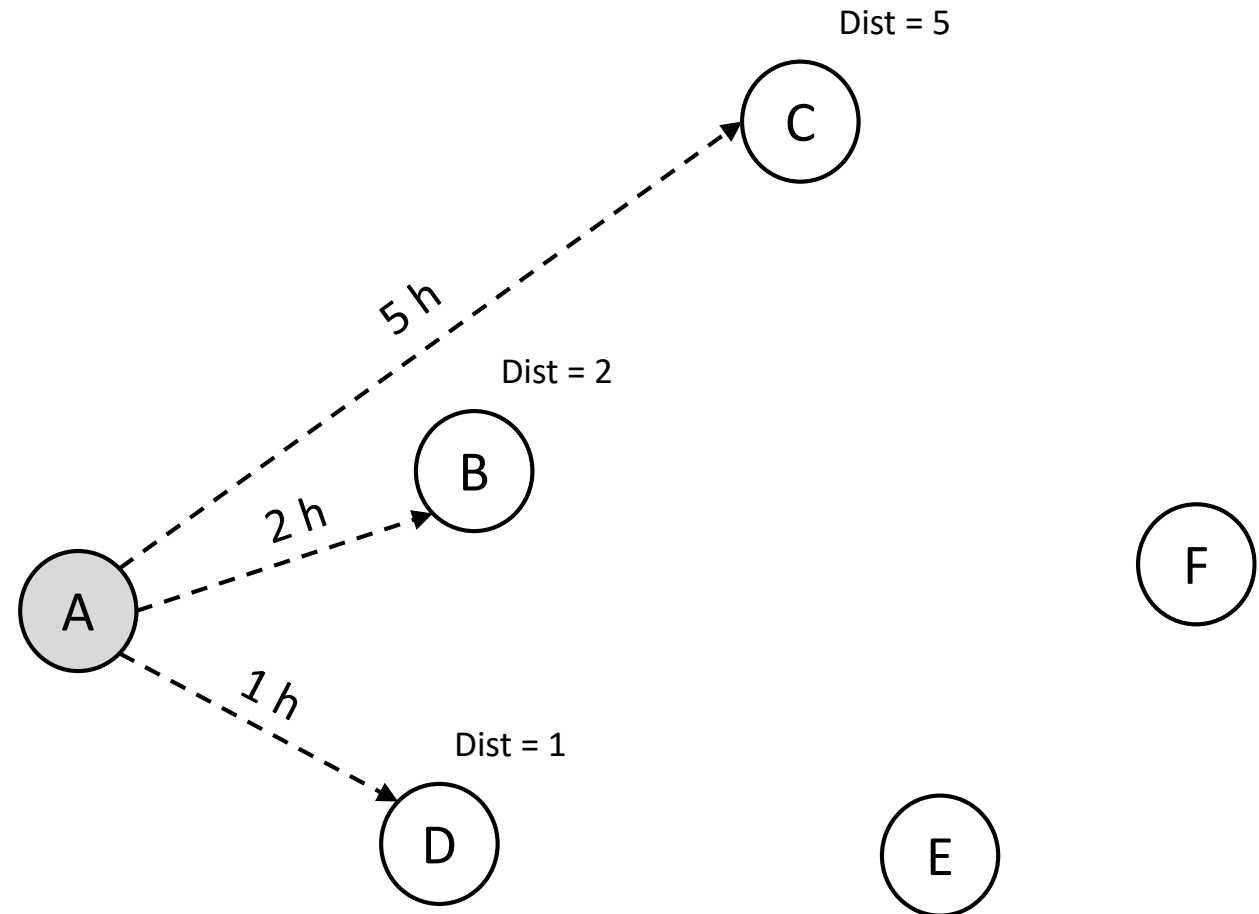 Dist = 5
C
5 h
Dist = 2
B
2 h
F
A
1 h
Dist = 1
D
E